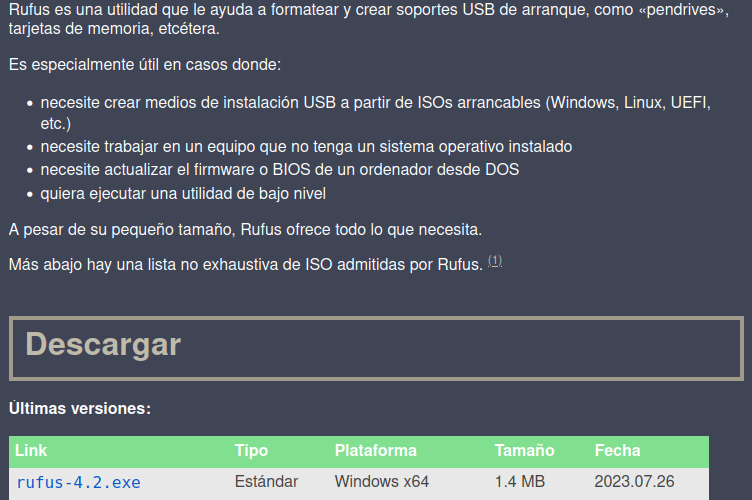 Rufus es una utilidad que le ayuda a formatear y crear soportes USB de arranque, como «pendrives»,
tarjetas de memoria, etcétera.
Es especialmente útil en casos donde:
• necesite crear medios de instalación USB a partir de ISOs arrancables (Windows, Linux, UEFI,
etc.)
• necesite trabajar en un equipo que no tenga un sistema operativo instalado
• necesite actualizar el firmware o BIOS de un ordenador desde DOS
• quiera ejecutar una utilidad de bajo nivel
A pesar de su pequeño tamaño, Rufus ofrece todo lo que necesita.
Más abajo hay una lista no exhaustiva de ISO admitidas por Rufus. (1)
Descargar
Últimas versiones:
Link Tipo Plataforma Tamaño Fecha
rufus-4.2.exe Estándar Windows x64 1.4 MB 2023.07.26